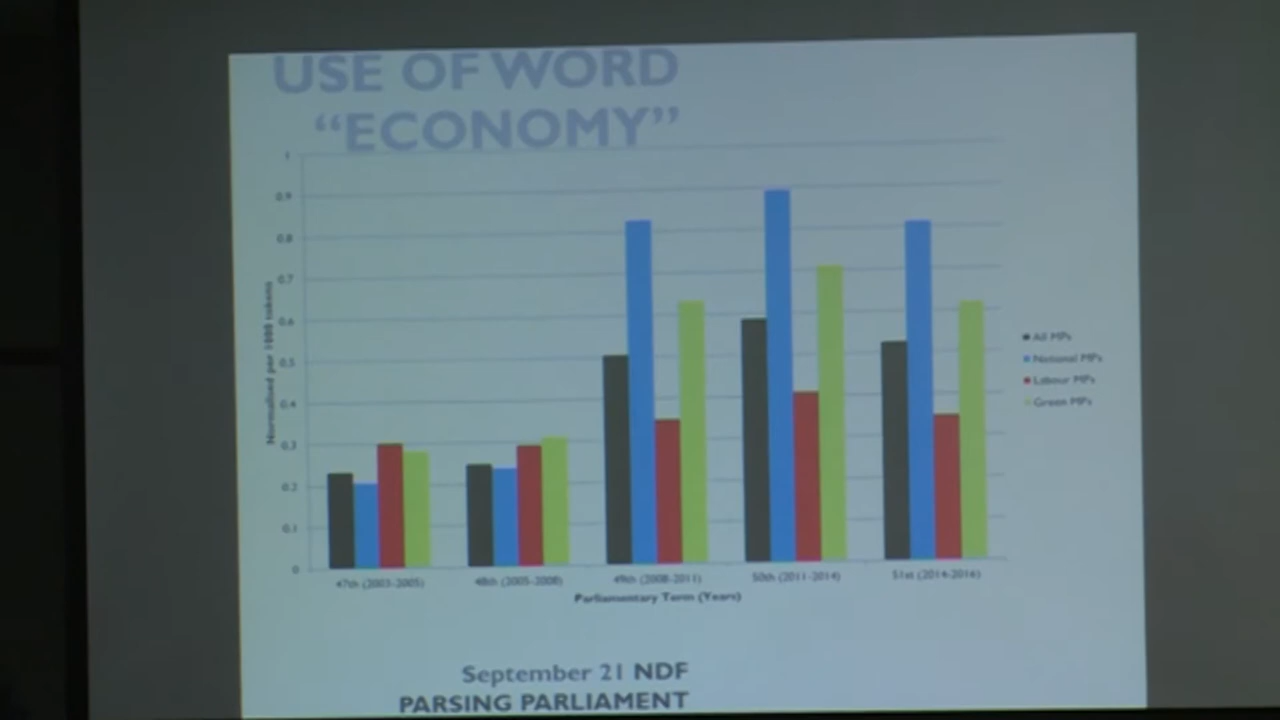 USE OF WORD
“ECONOMY”
1
0.9
0.8
0.7
0.6
0.5
0.4
0.3
0.2
0.1
0
Normalised per 1000 tokens
All MPs
National MPs
Labour MPs
Green MPs
47th (2003-2005)
48th (2005-2008)
49th (2008-2011)
50th (2011-2014)
51st (2014-2016)
Parliamentary Term (Years)
September 21 NDF
PARSING PARLIAMENT